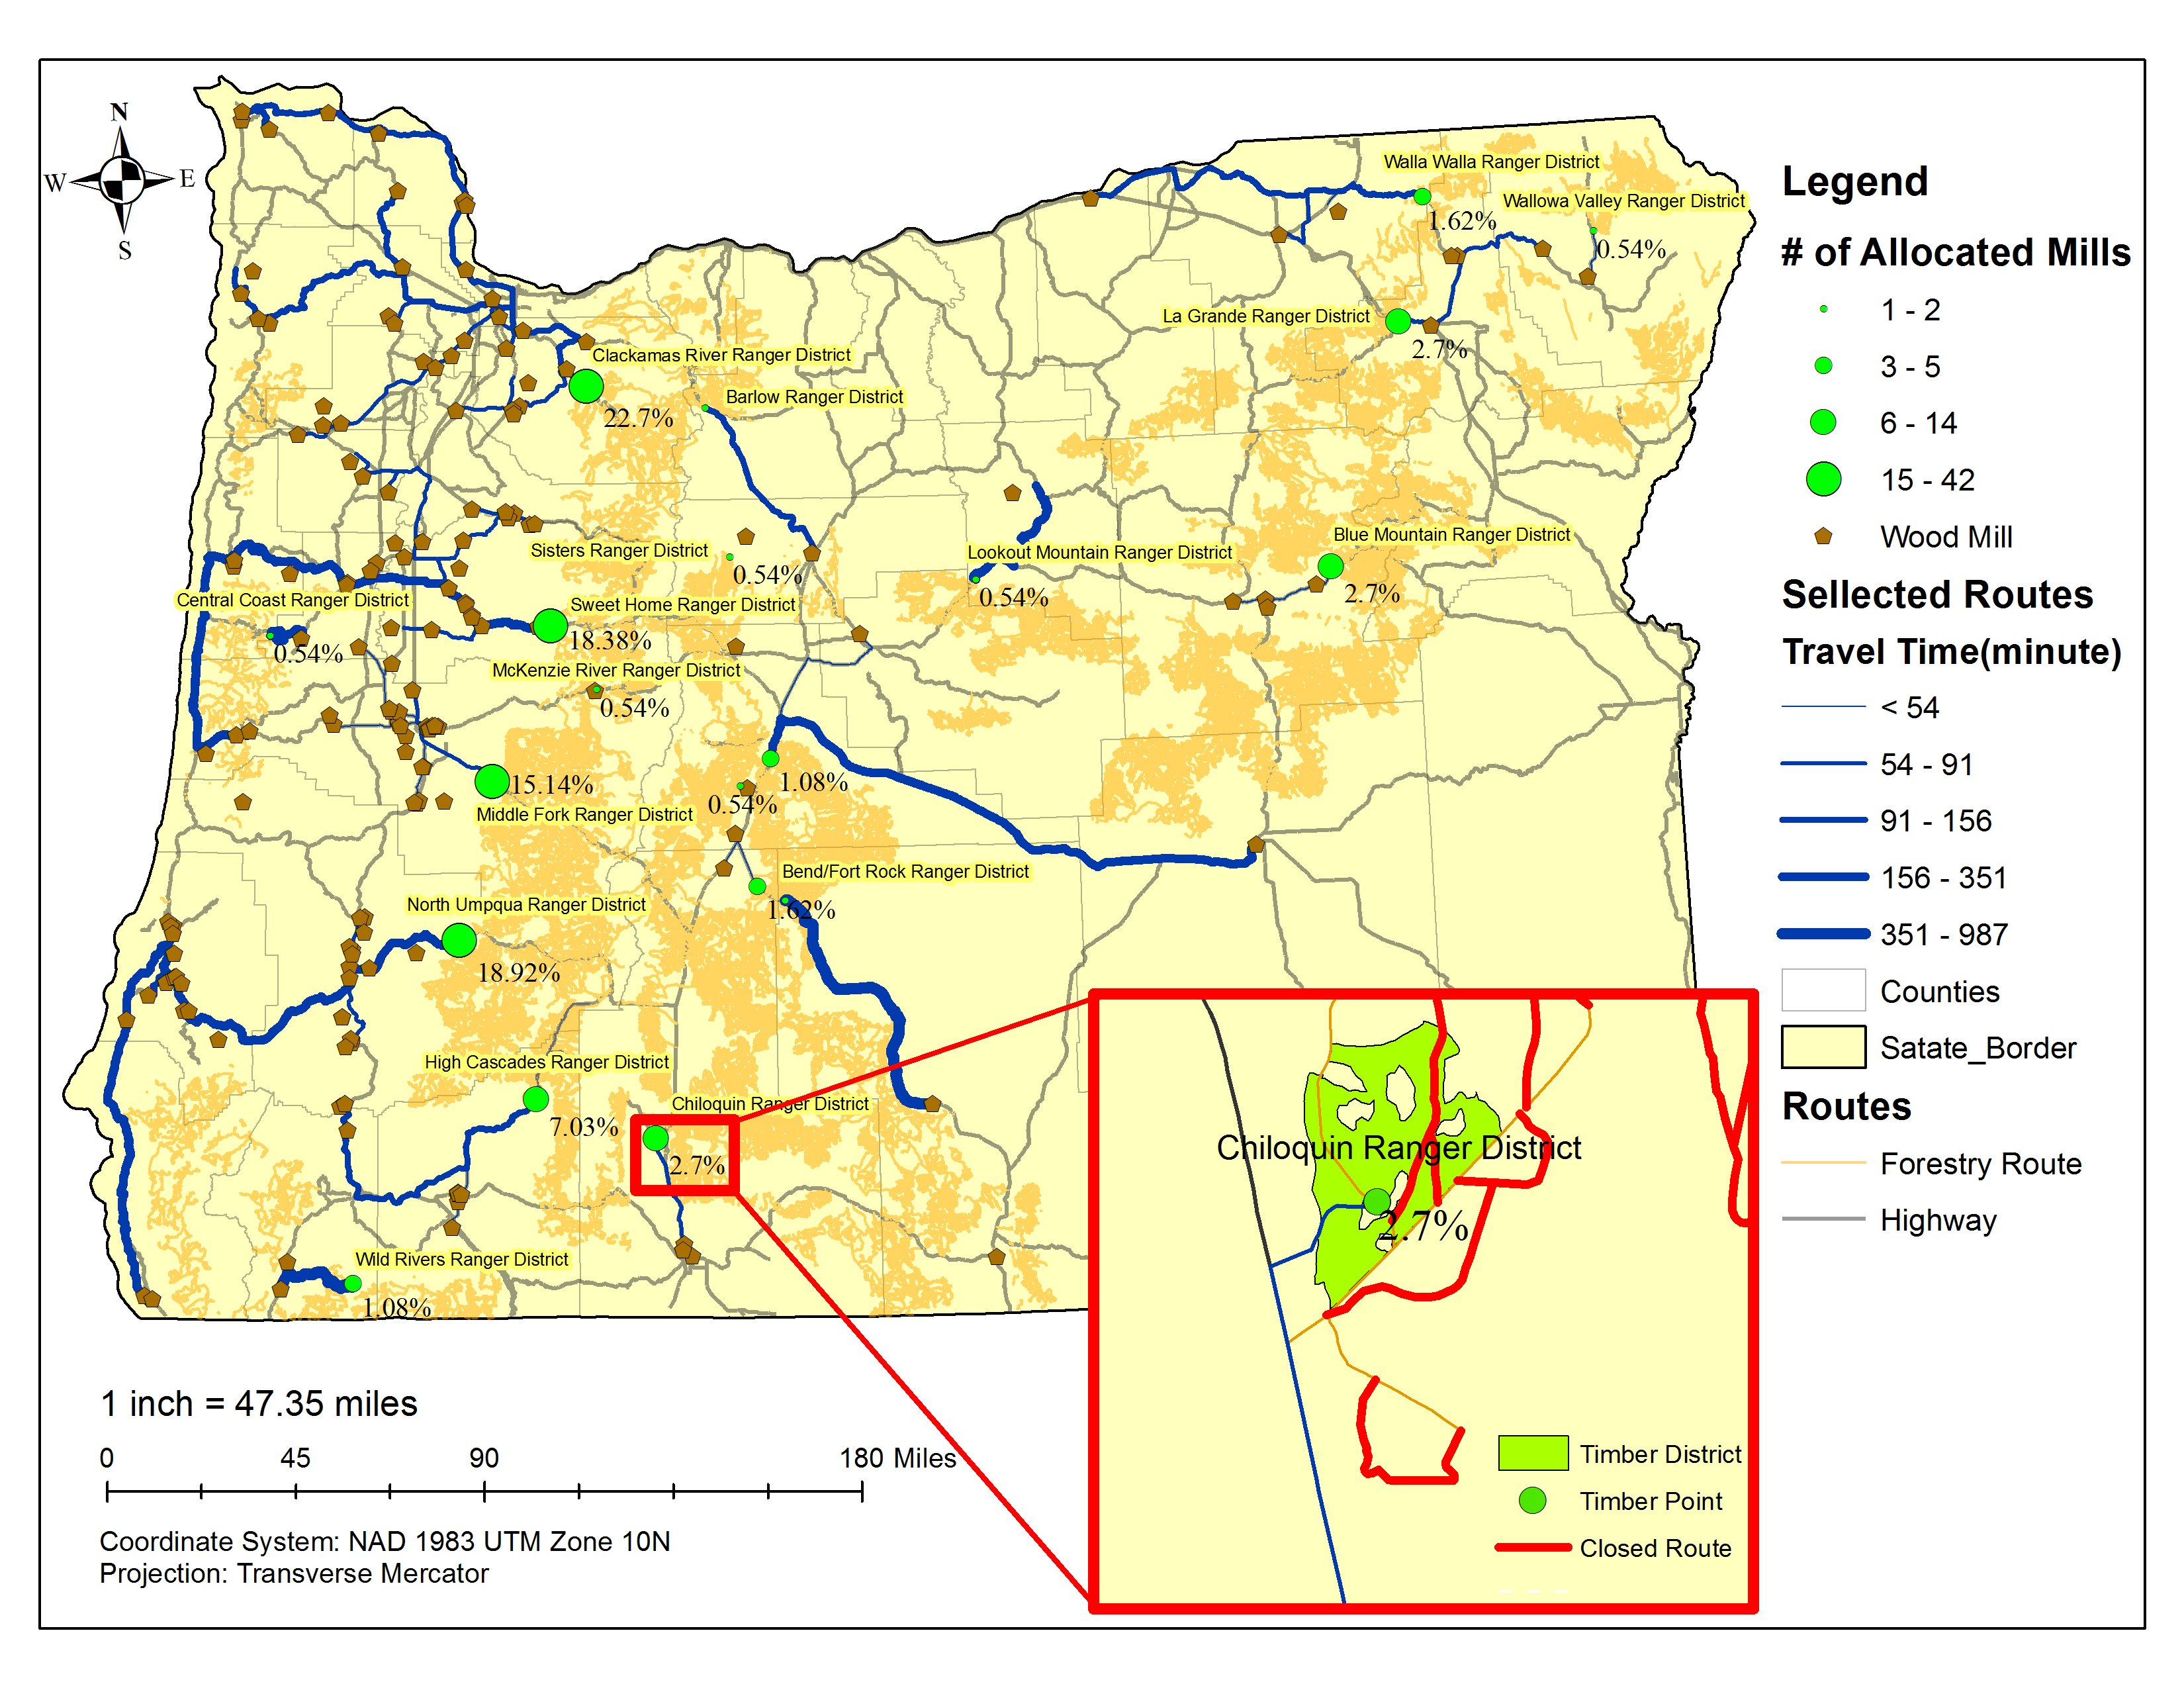 N
W
E
S
Walla Walla Ranger District
1.62%
Wallowa Valley Ranger District
0.54%
La Grande Ranger District
2.7%
Clackamas River Ranger District
22.7%
Barlow Ranger District
Sisters Ranger District
0.54%
Lookout Mountain Ranger District
0.54%
Blue Mountain Ranger District
2.7%
Central Coast Ranger District
0.54%
Sweet Home Ranger District
18.38%
McKenzie River Ranger District
0.54%
15.14%
Middle Fork Ranger District
1.08%
0.54%
Bend/Fort Rock Ranger District
1.62%
North Umpqua Ranger District
18.92%
High Cascades Ranger District
7.03%
Chiloquin Ranger District
2.7%
Wild Rivers Ranger District
1.08%
Chiloquin Ranger District
2.7%
Timber District
Timber Point
Closed Route
1 inch = 47.35 miles
0 45 90 180 Miles
Coordinate System: NAD 1983 UTM Zone 10N
Projection: Transverse Mercator
Legend
# of Allocated Mills
1 - 2
3 - 5
6 - 14
15 - 42
Wood Mill
Sellected Routes
Travel Time(minute)
< 54
54 - 91
91 - 156
156 - 351
351 - 987
Counties
Satate_Border
Routes
Forestry Route
Highway